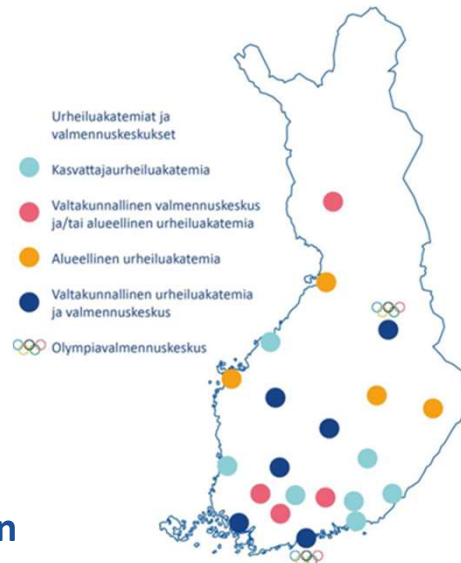 Urheiluakatemiat ja
valmennuskeskukset
Kasvattajaurheiluakatemia
Valtakunnallinen valmennuskeskus
ja/tai alueellinen urheiluakatemia
Alueellinen urheiluakatemia
Valtakunnallinen urheiluakatemia
ja valmennuskeskus
Olympiavalmennuskeskus
n